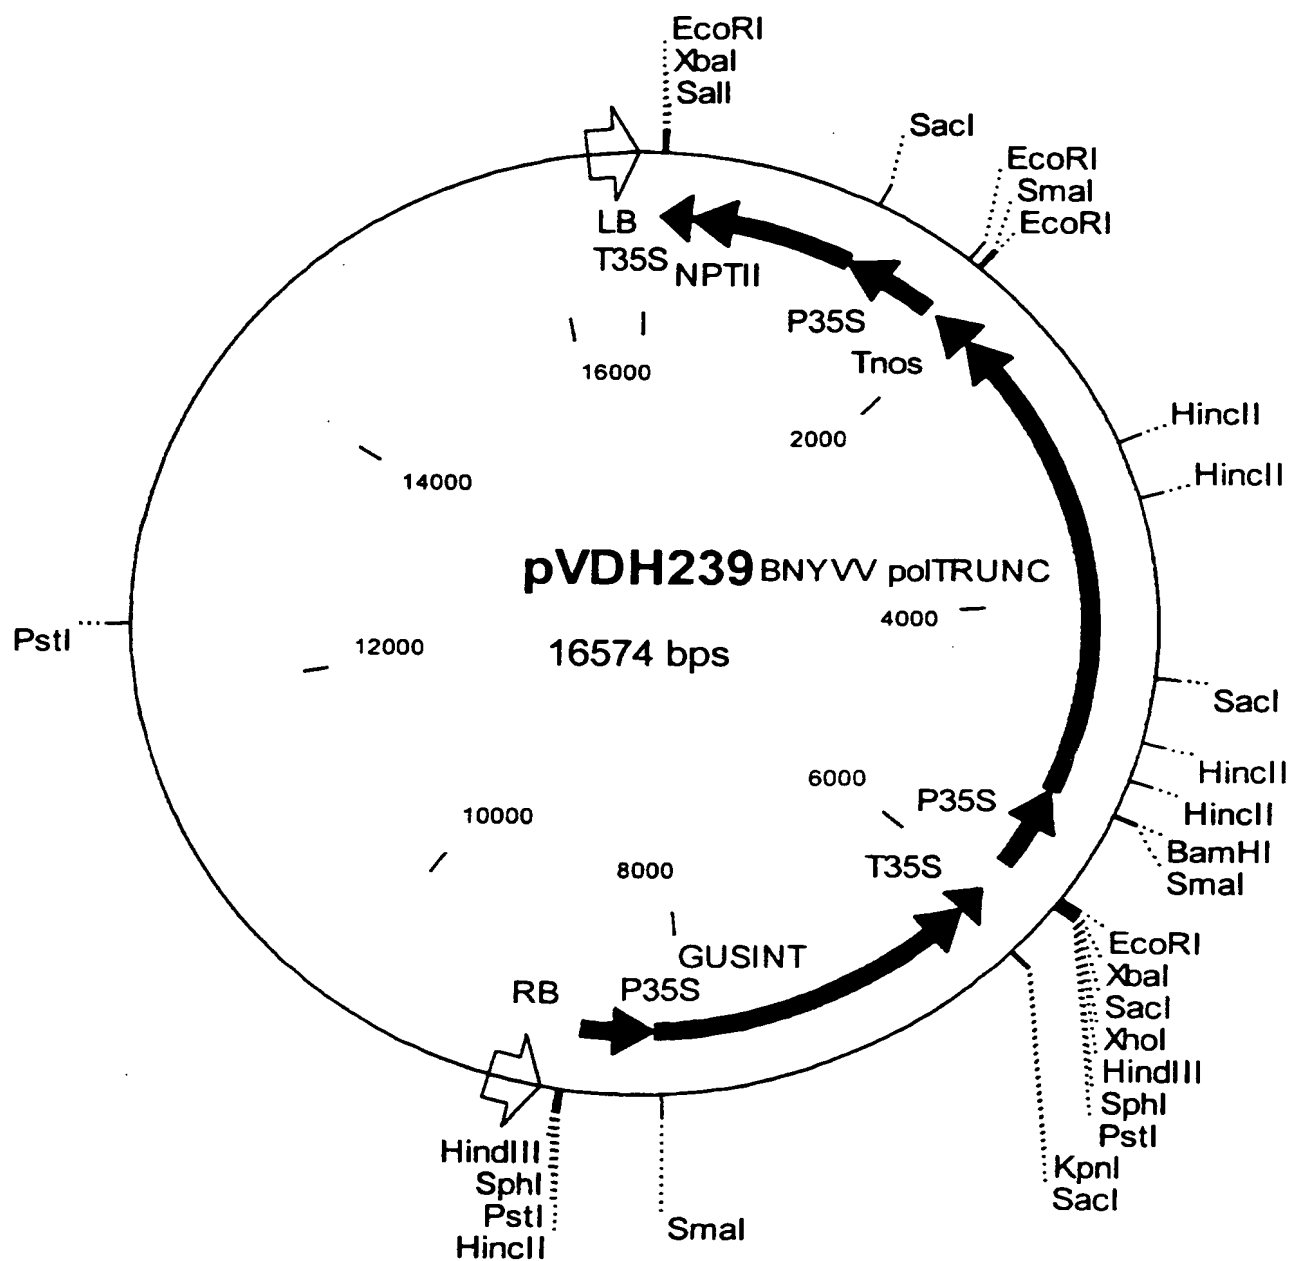 EcoRI
XbaI
SalI
SacI
EcoRI
SmaI
EcoRI
LB
T35S
NPTII
P35S
Tnos
16000
2000
HincII
HincII
14000
pVDH239
BNYVV polTRUNC
4000
16574 bps
12000
PstI
SacI
HincII
HincII
BamHI
SmaI
6000
P35S
T35S
10000
8000
GUSINT
P35S
RB
EcoRI
XbaI
SacI
XhoI
HindIII
SphI
PstI
KpnI
SacI
HindIII
SphI
PstI
HincII
SmaI